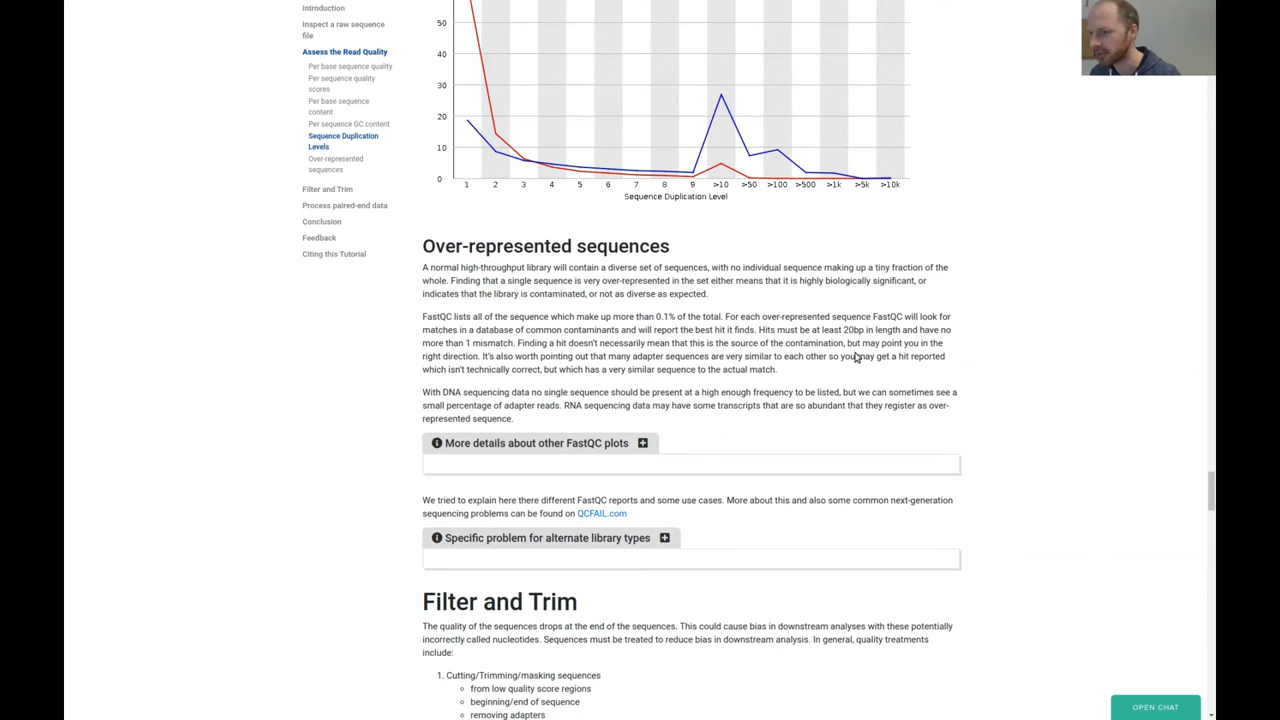 Introduction
Inspect a raw sequence
file
Assess the Read Quality
Per base sequence quality
Per sequence quality
scores
Per base sequence
content
Per sequence GC content
Sequence Duplication
Levels
Over-represented
sequences
Filter and Trim
Process paired-end data
Conclusion
Feedback
Citing this Tutorial
50
40
30
20
10
0
1 2 3 4 5 6 7 8 9 >10 >50 >100 >500 >1k >5k >10k
Sequence Duplication Level
Over-represented sequences
A normal high-throughput library will contain a diverse set of sequences, with no individual sequence making up a tiny fraction of the
whole. Finding that a single sequence is very over-represented in the set either means that it is highly biologically significant, or
indicates that the library is contaminated, or not as diverse as expected.
FastQC lists all of the sequence which make up more than 0.1% of the total. For each over-represented sequence FastQC will look for
matches in a database of common contaminants and will report the best hit it finds. Hits must be at least 20bp in length and have no
more than 1 mismatch. Finding a hit doesn't necessarily mean that this is the source of the contamination, but may point you in the
right direction. It's also worth pointing out that many adapter sequences are very similar to each other so you may get a hit reported
which isn't technically correct, but which has a very similar sequence to the actual match.
With DNA sequencing data no single sequence should be present at a high enough frequency to be listed, but we can sometimes see a
small percentage of adapter reads. RNA sequencing data may have some transcripts that are so abundant that they register as over-
represented sequence.
More details about other FastQC plots
We tried to explain here there different FastQC reports and some use cases. More about this and also some common next-generation
sequencing problems can be found on QCFAIL.com
Specific problem for alternate library types
Filter and Trim
The quality of the sequences drops at the end of the sequences. This could cause bias in downstream analyses with these potentially
incorrectly called nucleotides. Sequences must be treated to reduce bias in downstream analysis. In general, quality treatments
include:
1. Cutting/Trimming/masking sequences
from low quality score regions
beginning/end of sequence
removing adapters
OPEN CHAT